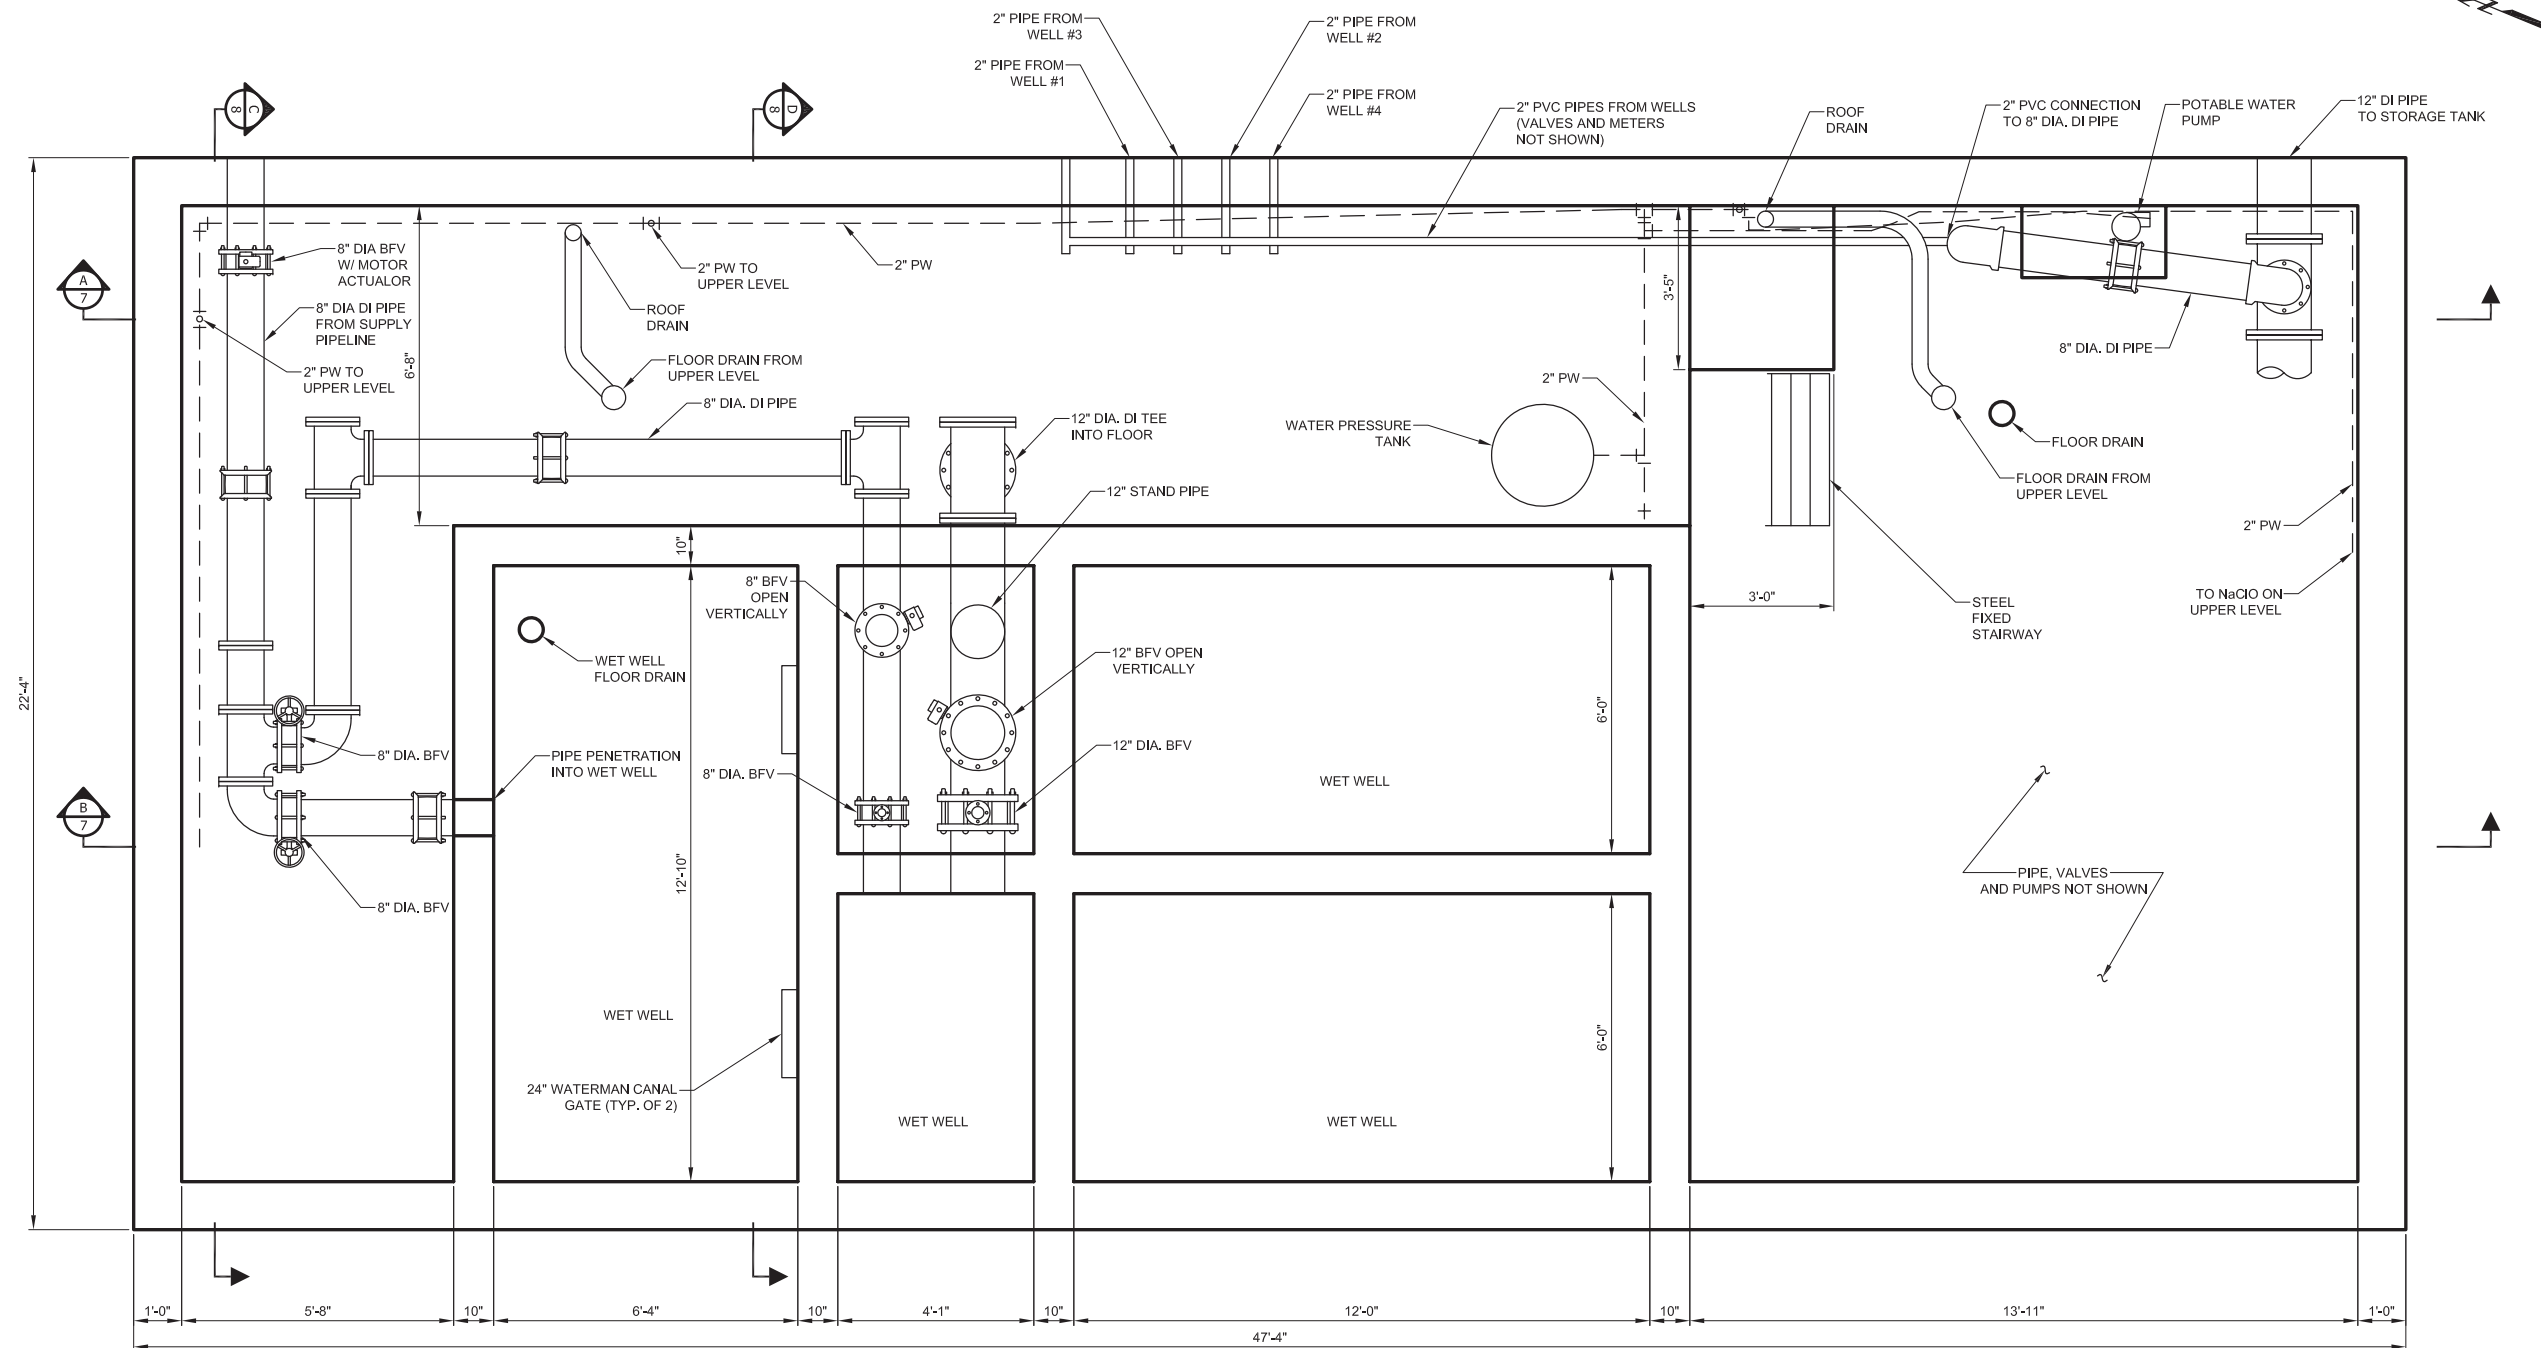 2" PIPE FROM
WELL #3
2" PIPE FROM
WELL #2
2" PIPE FROM
WELL #1
2" PIPE FROM
WELL #4
2" PVC PIPES FROM WELLS
(VALVES AND METERS
NOT SHOWN)
ROOF
DRAIN
2" PVC CONNECTION
TO 8" DIA. DI PIPE
POTABLE WATER
PUMP
12" DI PIPE
TO STORAGE TANK
N
C
8
D
8
8" DIA BFV
W/ MOTOR
ACTUALOR
2" PW TO
UPPER LEVEL
2" PW
A
7
8" DIA DI PIPE
FROM SUPPLY
PIPELINE
ROOF
DRAIN
3'-5"
8" DIA. DI PIPE
2" PW TO
UPPER LEVEL
6'-8"
FLOOR DRAIN FROM
UPPER LEVEL
8" DIA. DI PIPE
2" PW
12" DIA. DI TEE
INTO FLOOR
WATER PRESSURE
TANK
FLOOR DRAIN
FLOOR DRAIN FROM
UPPER LEVEL
12" STAND PIPE
2" PW
10"
8" BFV
OPEN
VERTICALLY
3'-0"
STEEL
FIXED
STAIRWAY
TO NaClO ON
UPPER LEVEL
WET WELL
FLOOR DRAIN
12" BFV OPEN
VERTICALLY
22'-4"
6'-0"
8" DIA. BFV
PIPE PENETRATION
INTO WET WELL
8" DIA. BFV
12" DIA. BFV
WET WELL
B
7
12'-10"
8" DIA. BFV
PIPE, VALVES
AND PUMPS NOT SHOWN
WET WELL
6'-0"
24" WATERMAN CANAL
GATE (TYP. OF 2)
WET WELL
WET WELL
1'-0"
5'-8"
10"
6'-4"
10"
4'-1"
10"
12'-0"
10"
13'-11"
1'-0"
47'-4"